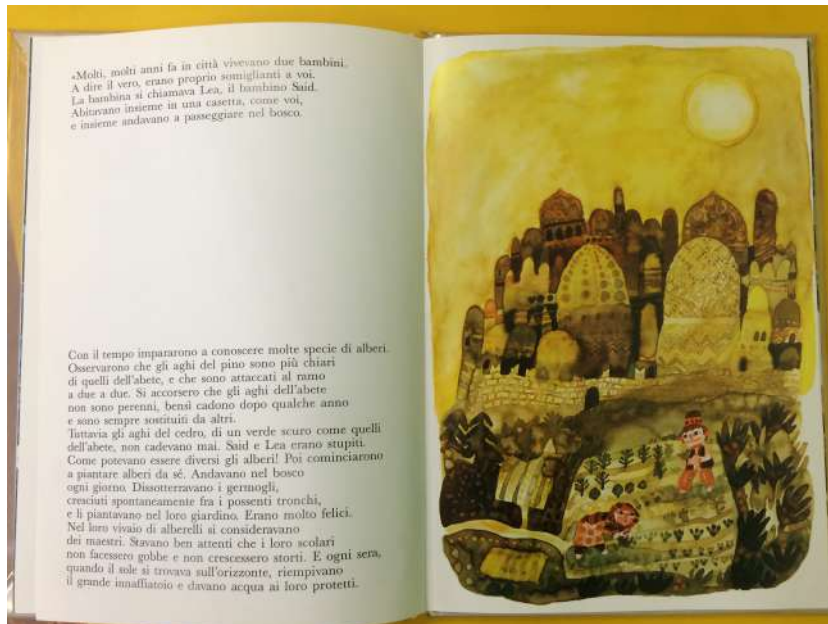 «Molti, molti anni fa in città vivevano due bambini.
A dire il vero, erano proprio somiglianti a voi.
La bambina si chiamava Lea, il bambino Said.
Abitavano insieme in una casetta, come voi,
e insieme andavano a passeggiare nel bosco.
Con il tempo impararono a conoscere molte specie di alberi.
Osservarono che gli aghi del pino sono più chiari
di quelli dell'abete, e che sono attaccati al ramo
a due a due. Si accorsero che gli aghi dell'abete
non sono perenni, bensì cadono dopo qualche anno
e sono sempre sostituiti da altri.
Tuttavia gli aghi del cedro, di un verde scuro come quelli
dell'abete, non cadevano mai. Said e Lea erano stupiti.
Come potevano essere diversi gli alberi! Poi cominciarono
a piantare alberi da sé. Andavano nel bosco
ogni giorno. Dissotterravano i germogli,
cresciuti spontaneamente fra i possenti tronchi,
e li piantavano nel loro giardino. Erano molto felici.
Nel loro vivaio di alberelli si consideravano
dei maestri. Stavano ben attenti che i loro scolari
non facessero gobbe e non crescessero storti. E ogni sera,
quando il sole si trovava sull'orizzonte, riempivano
il grande innaffiatoio e davano acqua ai loro protetti.